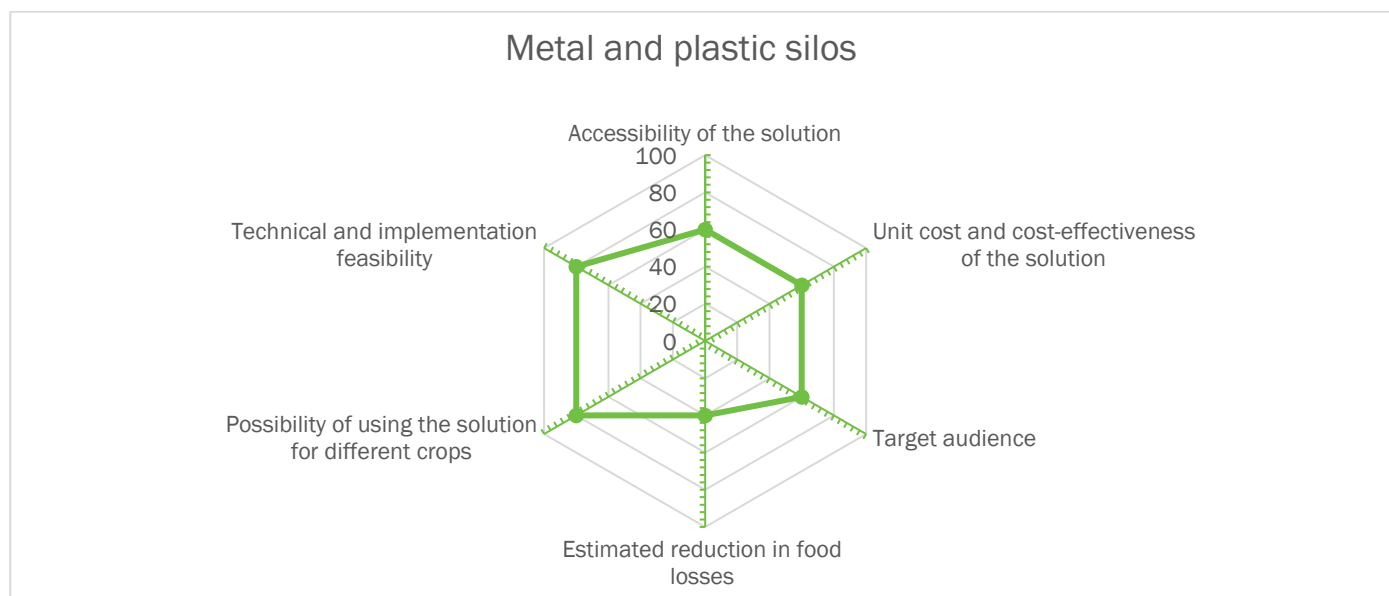 Metal and plastic silos
Accessibility of the solution
100
80
60
40
20
0
Unit cost and cost-effectiveness
of the solution
Target audience
Estimated reduction in food
losses
Possibility of using the solution
for different crops
Technical and implementation
feasibility